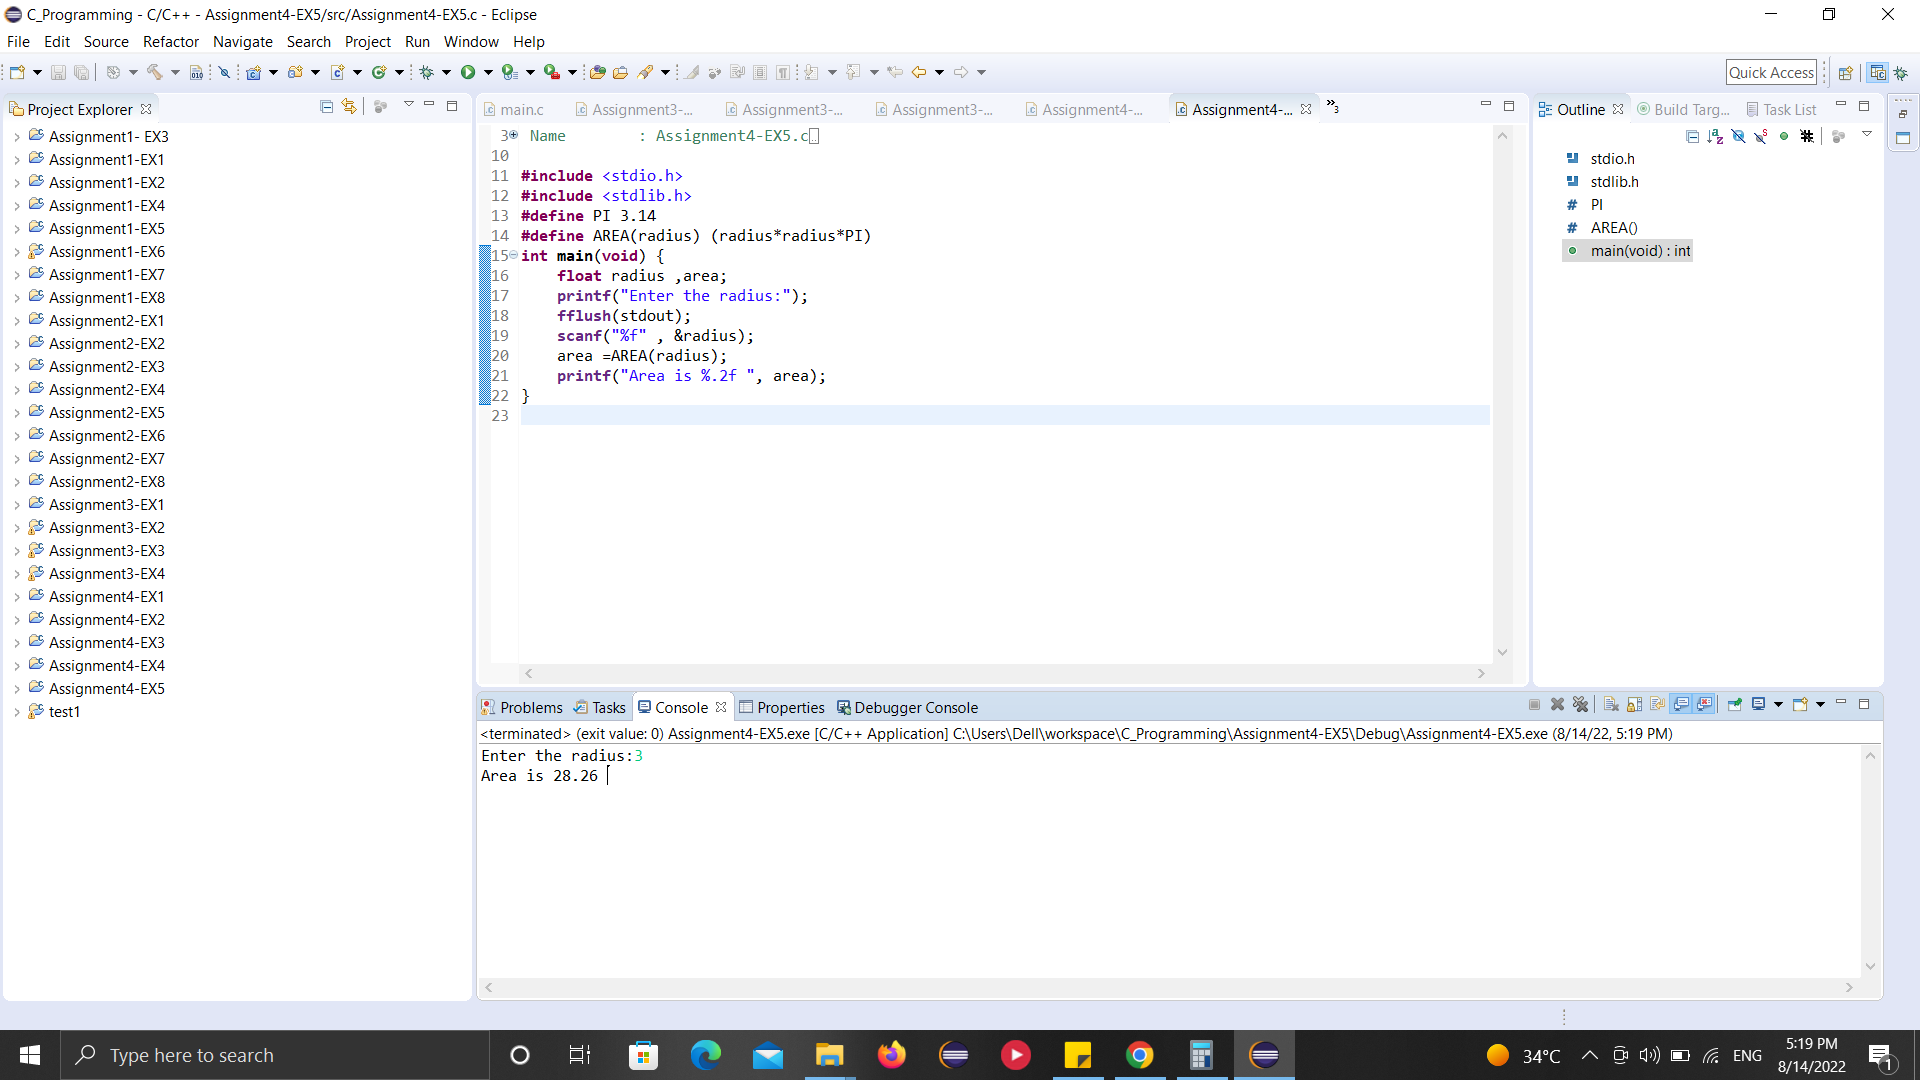 C_Programming - C/C++ - Assignment4-EX5/src/Assignment4-EX5.c - Eclipse
File Edit Source Refactor Navigate Search Project Run Window Help
Quick Access
Project Explorer
Assignment1- EX3
Assignment1-EX1
Assignment1-EX2
Assignment1-EX4
Assignment1-EX5
Assignment1-EX6
Assignment1-EX7
Assignment1-EX8
Assignment2-EX1
Assignment2-EX2
Assignment2-EX3
Assignment2-EX4
Assignment2-EX5
Assignment2-EX6
Assignment2-EX7
Assignment2-EX8
Assignment3-EX1
Assignment3-EX2
Assignment3-EX3
Assignment3-EX4
Assignment4-EX1
Assignment4-EX2
Assignment4-EX3
Assignment4-EX4
Assignment4-EX5
test1
main.c Assignment3-... Assignment3-... Assignment3-... Assignment4-... Assignment4-... »3
3 Name : Assignment4-EX5.c
10
11 #include <stdio.h>
12 #include <stdlib.h>
13 #define PI 3.14
14 #define AREA(radius) (radius*radius*PI)
15 int main(void) {
16 float radius ,area;
17 printf("Enter the radius:");
18 fflush(stdout);
19 scanf("%f" , &radius);
20 area =AREA(radius);
21 printf("Area is %.2f ", area);
22 }
23
Outline Build Targ... Task List
stdio.h
stdlib.h
# PI
# AREA()
main(void) : int
Problems Tasks Console Properties Debugger Console
<terminated> (exit value: 0) Assignment4-EX5.exe [C/C++ Application] C:\Users\Dell\workspace\C_Programming\Assignment4-EX5\Debug\Assignment4-EX5.exe (8/14/22, 5:19 PM)
Enter the radius:3
Area is 28.26
Type here to search
34°C
ENG
5:19 PM
8/14/2022
1